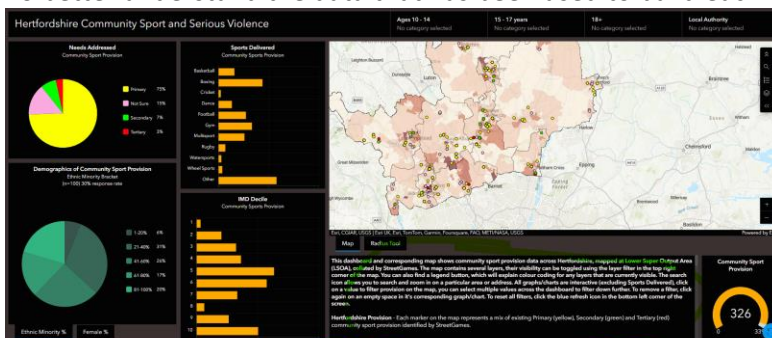 Hertfordshire Community Sport and Serious Violence
Ages 10 - 14
No category selected
15 - 17 years
No category selected
18+
No category selected
Local Authority
No category selected
Needs Addressed
Community Sport Provision
Primary 75%
Not Sure 15%
Secondary 7%
Tertiary 3%
Sports Delivered
Community Sports Provision
Basketball
Boxing
Cricket
Dance
Football
Gym
Multisport
Rugby
Watersports
Wheel Sports
Other
Demographics of Community Sport Provision
Ethnic Minority Bracket
(n=100) 30% response rate
1-20% 6%
21-40% 31%
41-60% 26%
61-80% 17%
81-100% 20%
Ethnic Minority %
Female %
IMD Decile
Community Sports Provision
1
2
3
4
5
6
7
8
9
10
Leighton Buzzard
Braintree
Harlow
Chelmsford
Epping
Maldon
Map
Radius Tool
This dashboard and corresponding map shows community sport provision data across Hertfordshire, mapped at Lower Super Output Area
(LSOA), collated by StreetGames. The map contains several layers, their visibility can be toggled using the layer filter in the top right
corner of the map. You can also find a legend button, which will explain colour coding for any layers that are currently visible. The search
icon allows you to search and zoom in on a particular area or address. All graphs/charts are interactive (excluding Sports Delivered), click
on a value to filter provision on the map, you can select multiple values across the dashboard to filter down further. To remove a filter, click
again on an empty space in it's corresponding graph/chart. To reset all filters, click the blue refresh icon in the bottom left corner of the
screen.
Hertfordshire Provision - Each marker on the map represents a mix of existing Primary (yellow), Secondary (green) and Tertiary (red)
community sport provision identified by StreetGames.
Community Sport
Provision
326
0